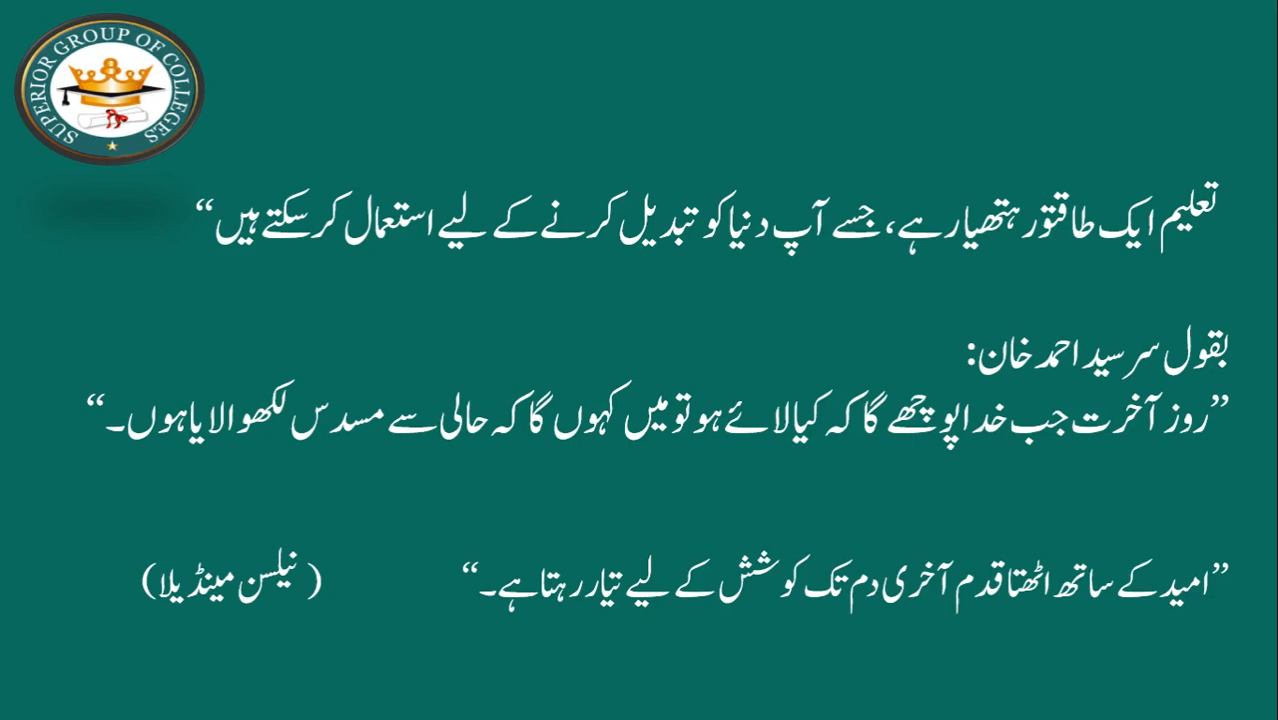 SUPERIOR GROUP OF COLLEGES
تعلیم ایک طاقتور ہتھیار ہے، جسے آپ دنیا کو تبدیل کرنے کے لیے استعمال کر سکتے ہیں“
بقول سر سید احمد خان:
”روز آخرت جب خدا پوچھے گا کہ کیا لائے ہو تو میں کہوں گا کہ حالی سے مسدس لکھوا لایا ہوں۔“
”امید کے ساتھ اٹھتا قدم آخری دم تک کوشش کے لیے تیار رہتا ہے۔“ ( نیلسن مینڈیلا)